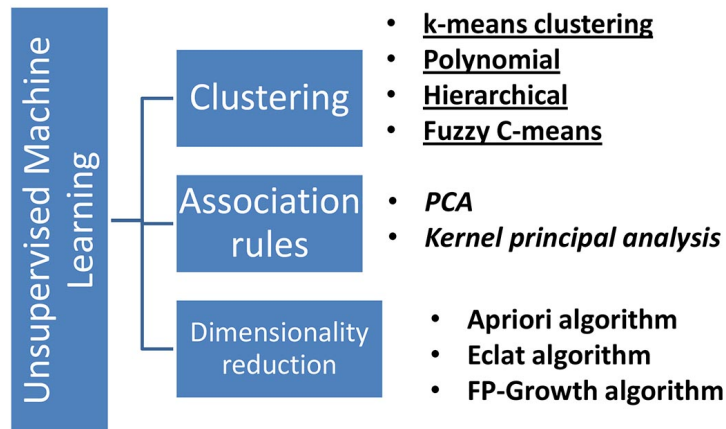 Unsupervised Machine
Learning
Clustering
k-means clustering
Polynomial
Hierarchical
Fuzzy C-means
Association
rules
PCA
Kernel principal analysis
Dimensionality
reduction
Apriori algorithm
Eclat algorithm
FP-Growth algorithm